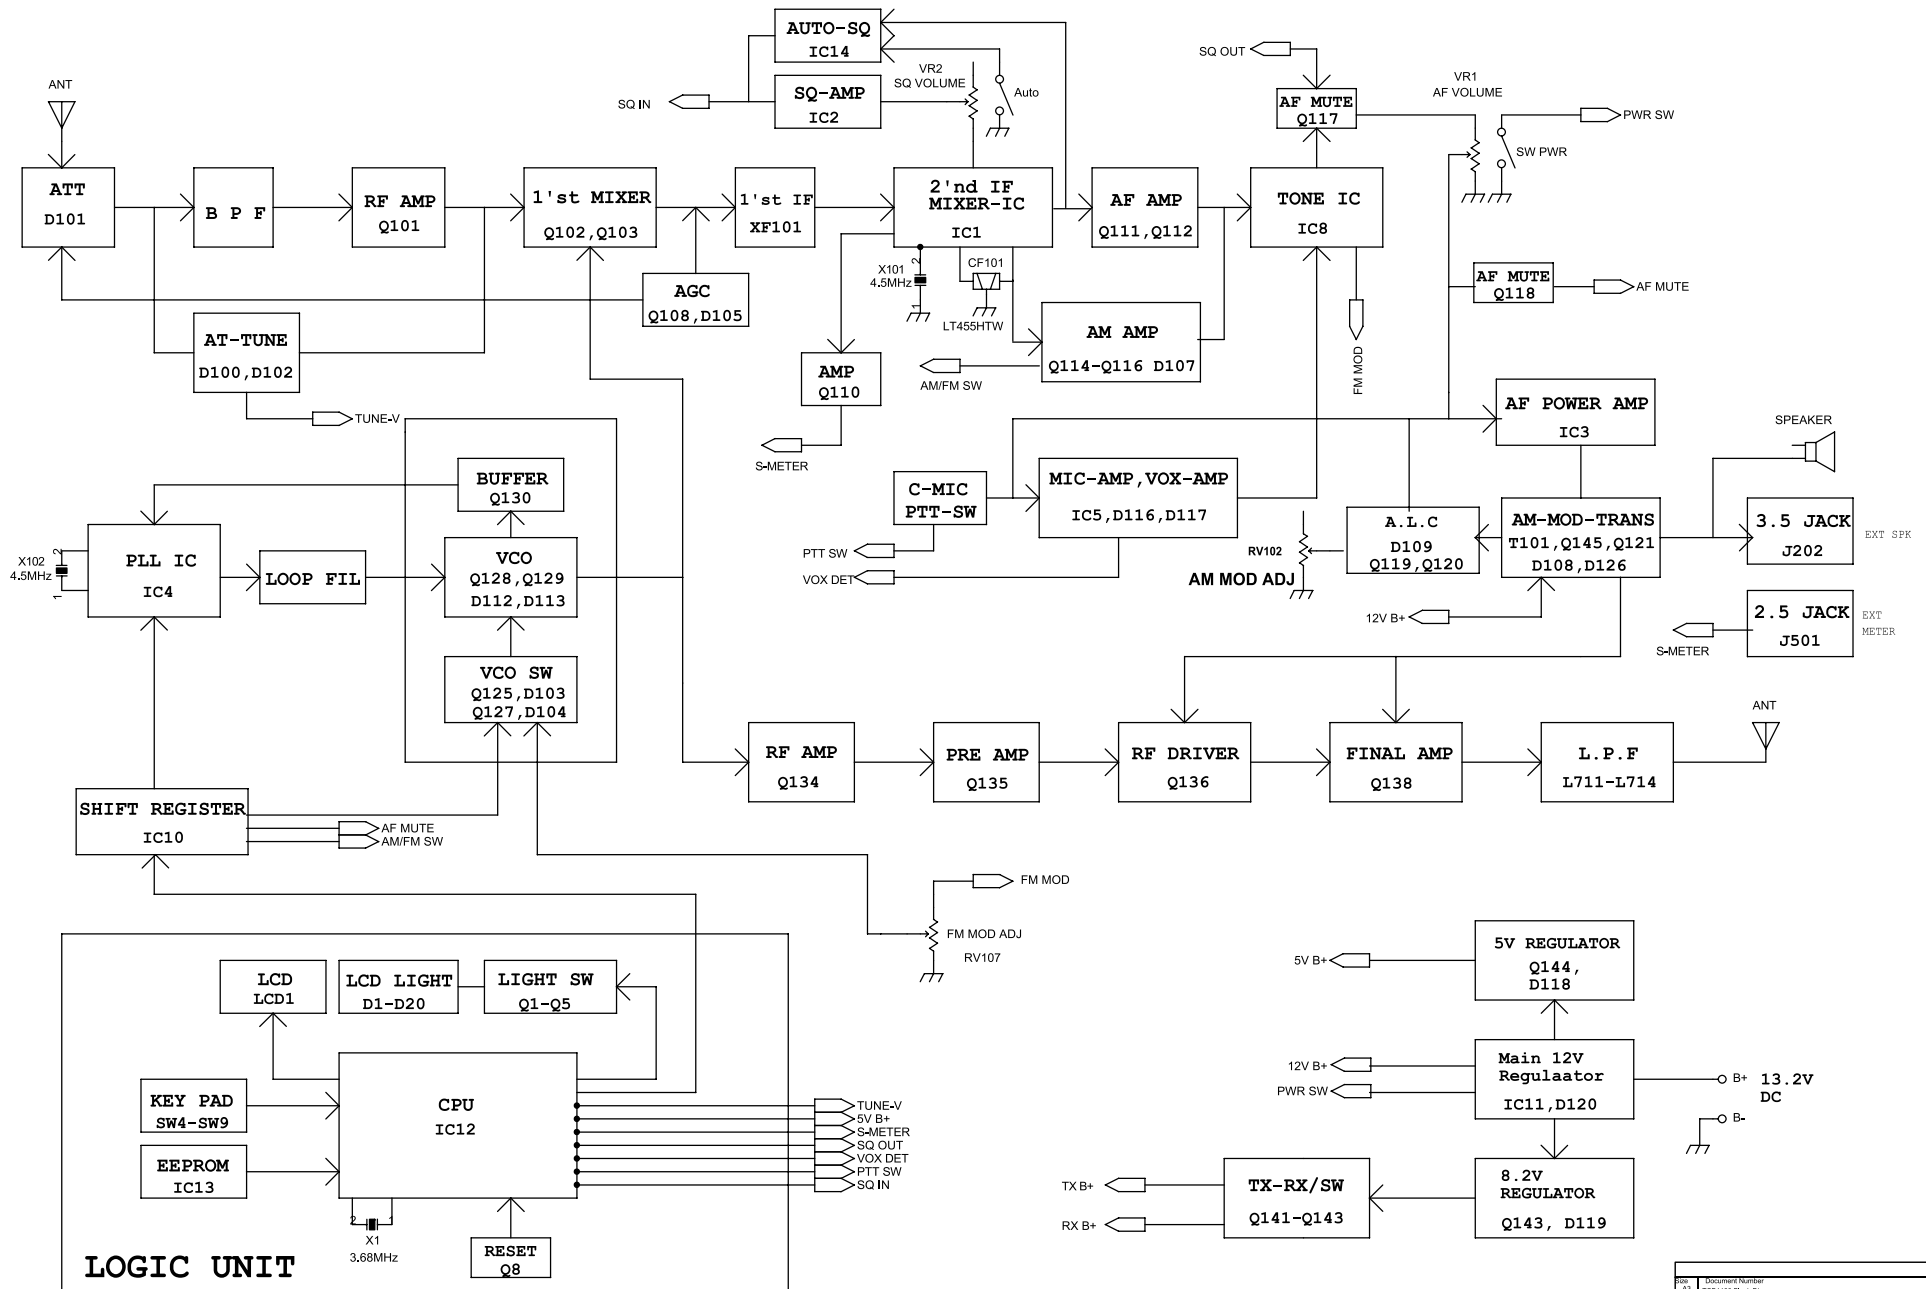 ANT
ATT
D101
B P F
RF AMP
Q101
1'st MIXER
Q102,Q103
1'st IF
XF101
AGC
Q108,D105
AT-TUNE
D100,D102
TUNE-V
AUTO-SQ
IC14
SQ-AMP
IC2
SQ IN
VR2
SQ VOLUME
Auto
2'nd IF
MIXER-IC
IC1
X101
4.5MHz
2
1
CF101
LT455HTW
AMP
Q110
S-METER
AF AMP
Q111,Q112
AM AMP
Q114-Q116 D107
AM/FM SW
TONE IC
IC8
FM MOD
SQ OUT
AF MUTE
Q117
VR1
AF VOLUME
PWR SW
SW PWR
AF MUTE
Q118
AF MUTE
AF POWER AMP
IC3
SPEAKER
C-MIC
PTT-SW
MIC-AMP,VOX-AMP
IC5,D116,D117
PTT SW
VOX DET
RV102
AM MOD ADJ
A.L.C
D109
Q119,Q120
AM-MOD-TRANS
T101,Q145,Q121
D108,D126
12V B+
3.5 JACK
J202
EXT SPK
2.5 JACK
J501
EXT
METER
S-METER
BUFFER
Q130
X102
4.5MHz
2
1
PLL IC
IC4
LOOP FIL
VCO
Q128,Q129
D112,D113
VCO SW
Q125,D103
Q127,D104
RF AMP
Q134
PRE AMP
Q135
RF DRIVER
Q136
FINAL AMP
Q138
L.P.F
L711-L714
ANT
SHIFT REGISTER
IC10
AF MUTE
AM/FM SW
FM MOD
FM MOD ADJ
RV107
LCD
LCD1
LCD LIGHT
D1-D20
LIGHT SW
Q1-Q5
KEY PAD
SW4-SW9
EEPROM
IC13
CPU
IC12
TUNE-V
5V B+
S-METER
SQ OUT
VOX DET
PTT SW
SQ IN
2
1
X1
3.68MHz
RESET
Q8
LOGIC UNIT
5V B+
5V REGULATOR
Q144,
D118
12V B+
PWR SW
Main 12V
Regulaator
IC11,D120
B+
13.2V
DC
B-
TX B+
RX B+
TX-RX/SW
Q141-Q143
8.2V
REGULATOR
Q143, D119
Size
Document Number